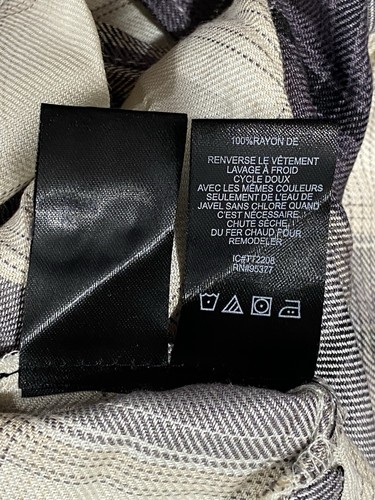 100%RAYON DE
RENVERSE LE VÊTEMENT
LAVAGE À FROID
CYCLE DOUX
AVEC LES MÊMES COULEURS
SEULEMENT DE L'EAU DE
JAVEL SANS CHLORE QUAND
C'EST NÉCESSAIRE,
CHUTE SÈCHE,
DU FER CHAUD POUR
REMODELER
IC#772208
RN#95377